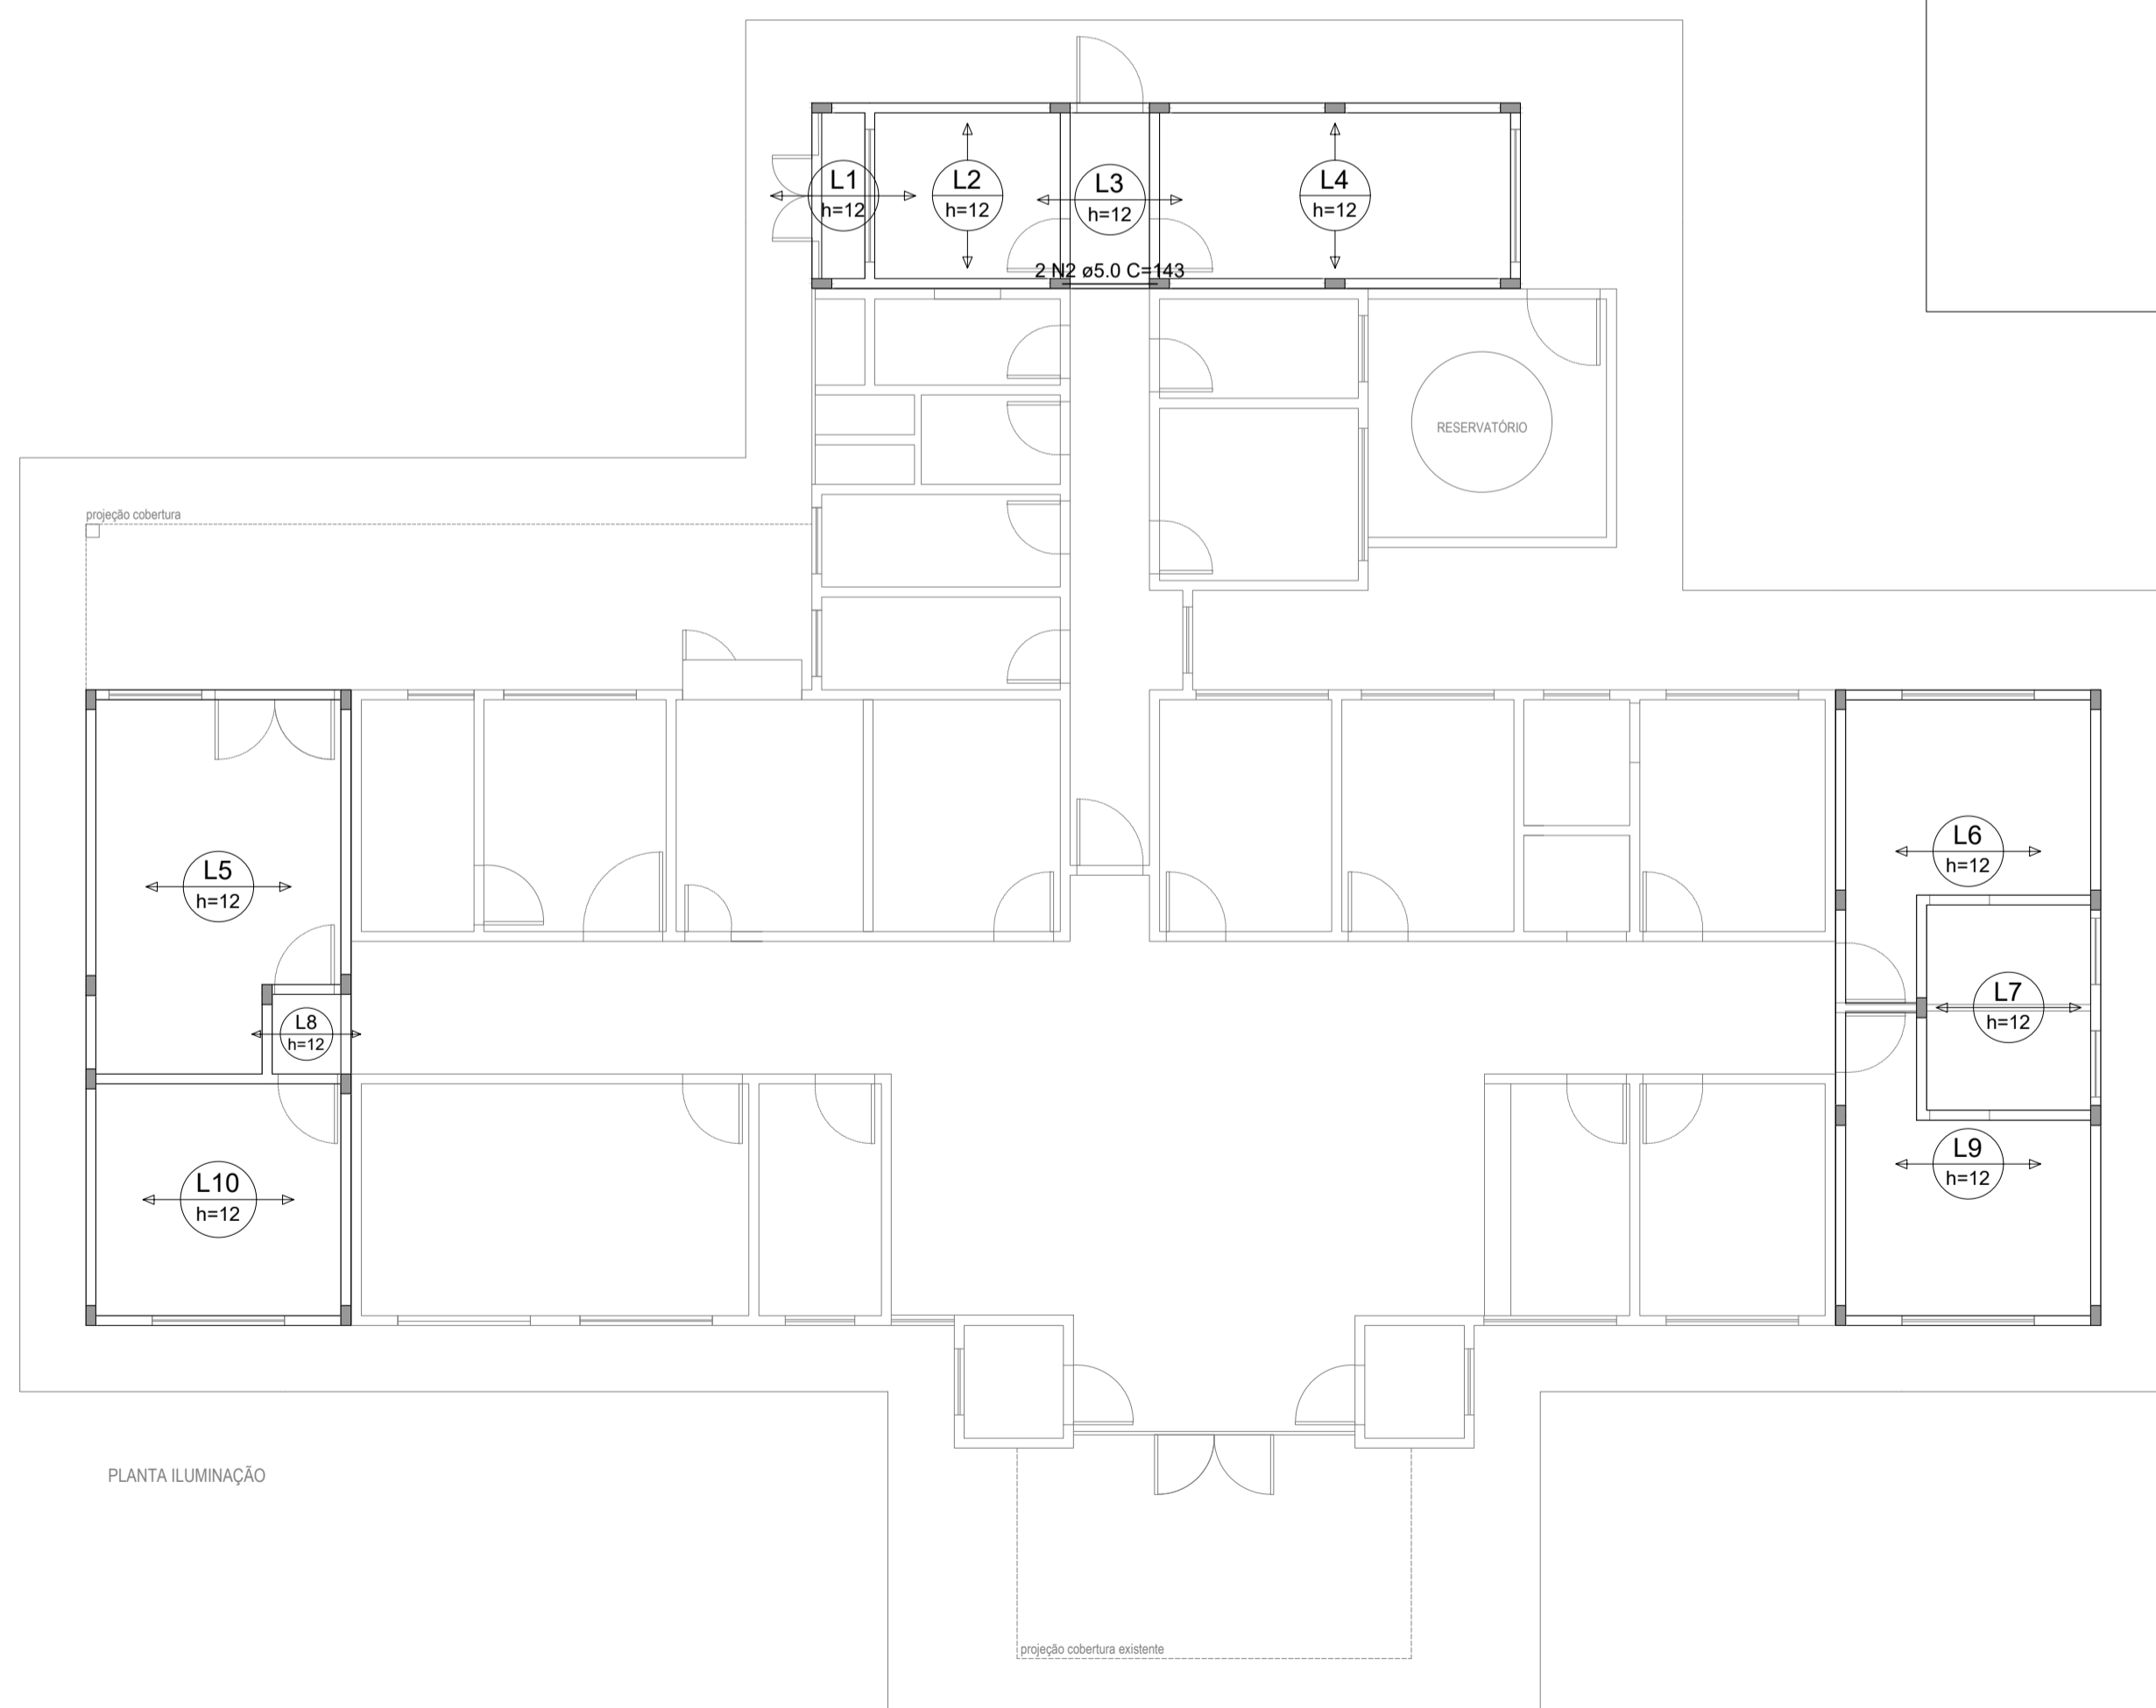 L1
h=12
L2
h=12
L3
h=12
L4
h=12
2 N2 ø5.0 C=143
RESERVATÓRIO
projeção cobertura
L5
h=12
L6
h=12
L7
h=12
L8
h=12
L9
h=12
L10
h=12
PLANTA ILUMINAÇÃO
projeção cobertura existente